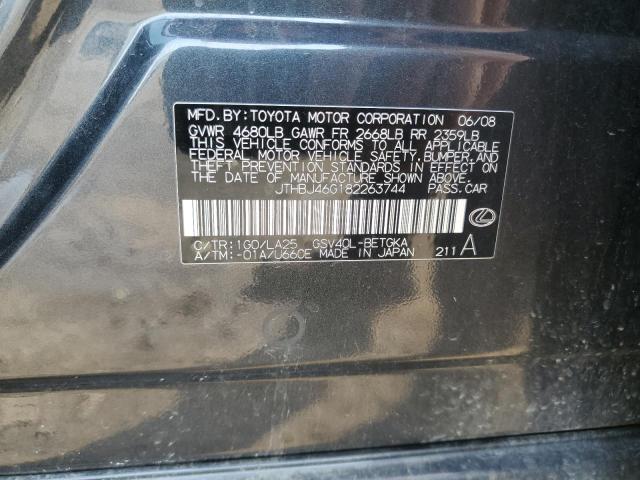 MFD.BY:TOYOTA MOTOR CORPORATION 06/08
GVWR 4680LB GAWR FR 2668LB RR 2359LB
THIS VEHICLE CONFORMS TO ALL APPLICABLE
FEDERAL MOTOR VEHICLE SAFETY, BUMPER, AND
THEFT PREVENTION STANDARDS IN EFFECT ON
THE DATE OF MANUFACTURE SHOWN ABOVE.
JTHBJ46G182263744 PASS.CAR
C/TR:1G0/LA25 GSV40L-BETGKA
A/TM:-01A/U660E MADE IN JAPAN 211 A